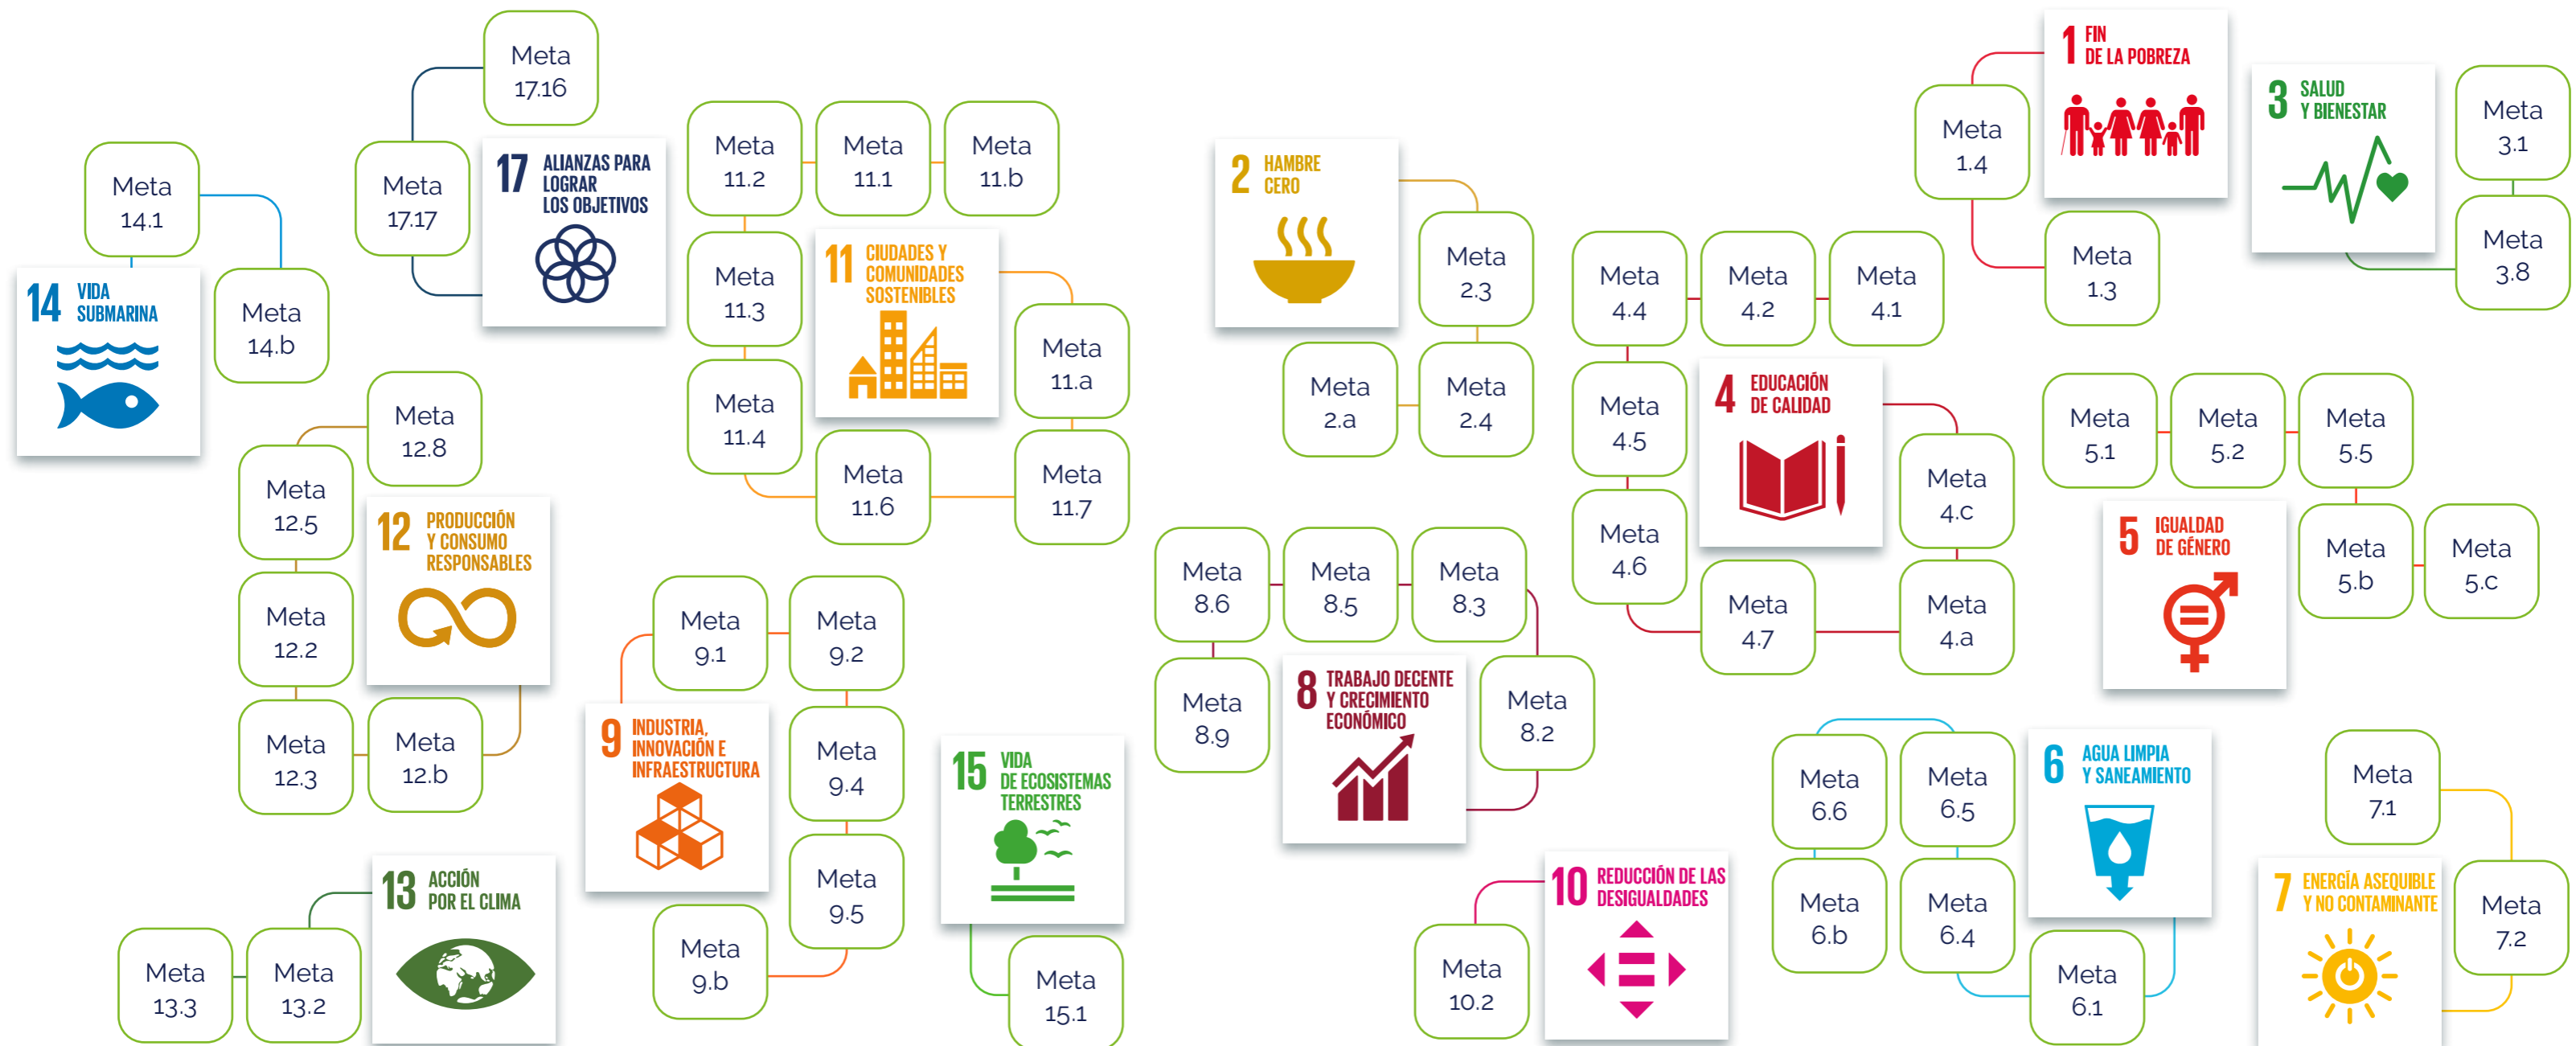 Meta
17.16
Meta
17.17
17 ALIANZAS PARA
LOGRAR
LOS OBJETIVOS
Meta
14.1
Meta
14.b
14 VIDA
SUBMARINA
Meta
11.2
Meta
11.1
Meta
11.b
Meta
11.3
Meta
11.4
Meta
11.6
Meta
11.7
Meta
11.a
11 CIUDADES Y
COMUNIDADES
SOSTENIBLES
Meta
12.8
Meta
12.5
Meta
12.2
Meta
12.3
Meta
12.b
12 PRODUCCIÓN
Y CONSUMO
RESPONSABLES
Meta
9.1
Meta
9.2
Meta
9.4
Meta
9.5
Meta
9.b
9 INDUSTRIA,
INNOVACIÓN E
INFRAESTRUCTURA
13 ACCIÓN
POR EL CLIMA
Meta
13.3
Meta
13.2
15 VIDA
DE ECOSISTEMAS
TERRESTRES
Meta
15.1
2 HAMBRE
CERO
Meta
2.3
Meta
2.4
Meta
2.a
1 FIN
DE LA POBREZA
Meta
1.4
Meta
1.3
3 SALUD
Y BIENESTAR
Meta
3.1
Meta
3.8
Meta
4.4
Meta
4.2
Meta
4.1
Meta
4.5
Meta
4.6
Meta
4.7
Meta
4.a
Meta
4.c
4 EDUCACIÓN
DE CALIDAD
Meta
5.1
Meta
5.2
Meta
5.5
Meta
5.b
Meta
5.c
5 IGUALDAD
DE GÉNERO
Meta
8.6
Meta
8.5
Meta
8.3
Meta
8.9
Meta
8.2
8 TRABAJO DECENTE
Y CRECIMIENTO
ECONÓMICO
10 REDUCCIÓN DE LAS
DESIGUALDADES
Meta
10.2
Meta
6.6
Meta
6.5
Meta
6.b
Meta
6.4
Meta
6.1
6 AGUA LIMPIA
Y SANEAMIENTO
Meta
7.1
Meta
7.2
7 ENERGÍA ASEQUIBLE
Y NO CONTAMINANTE